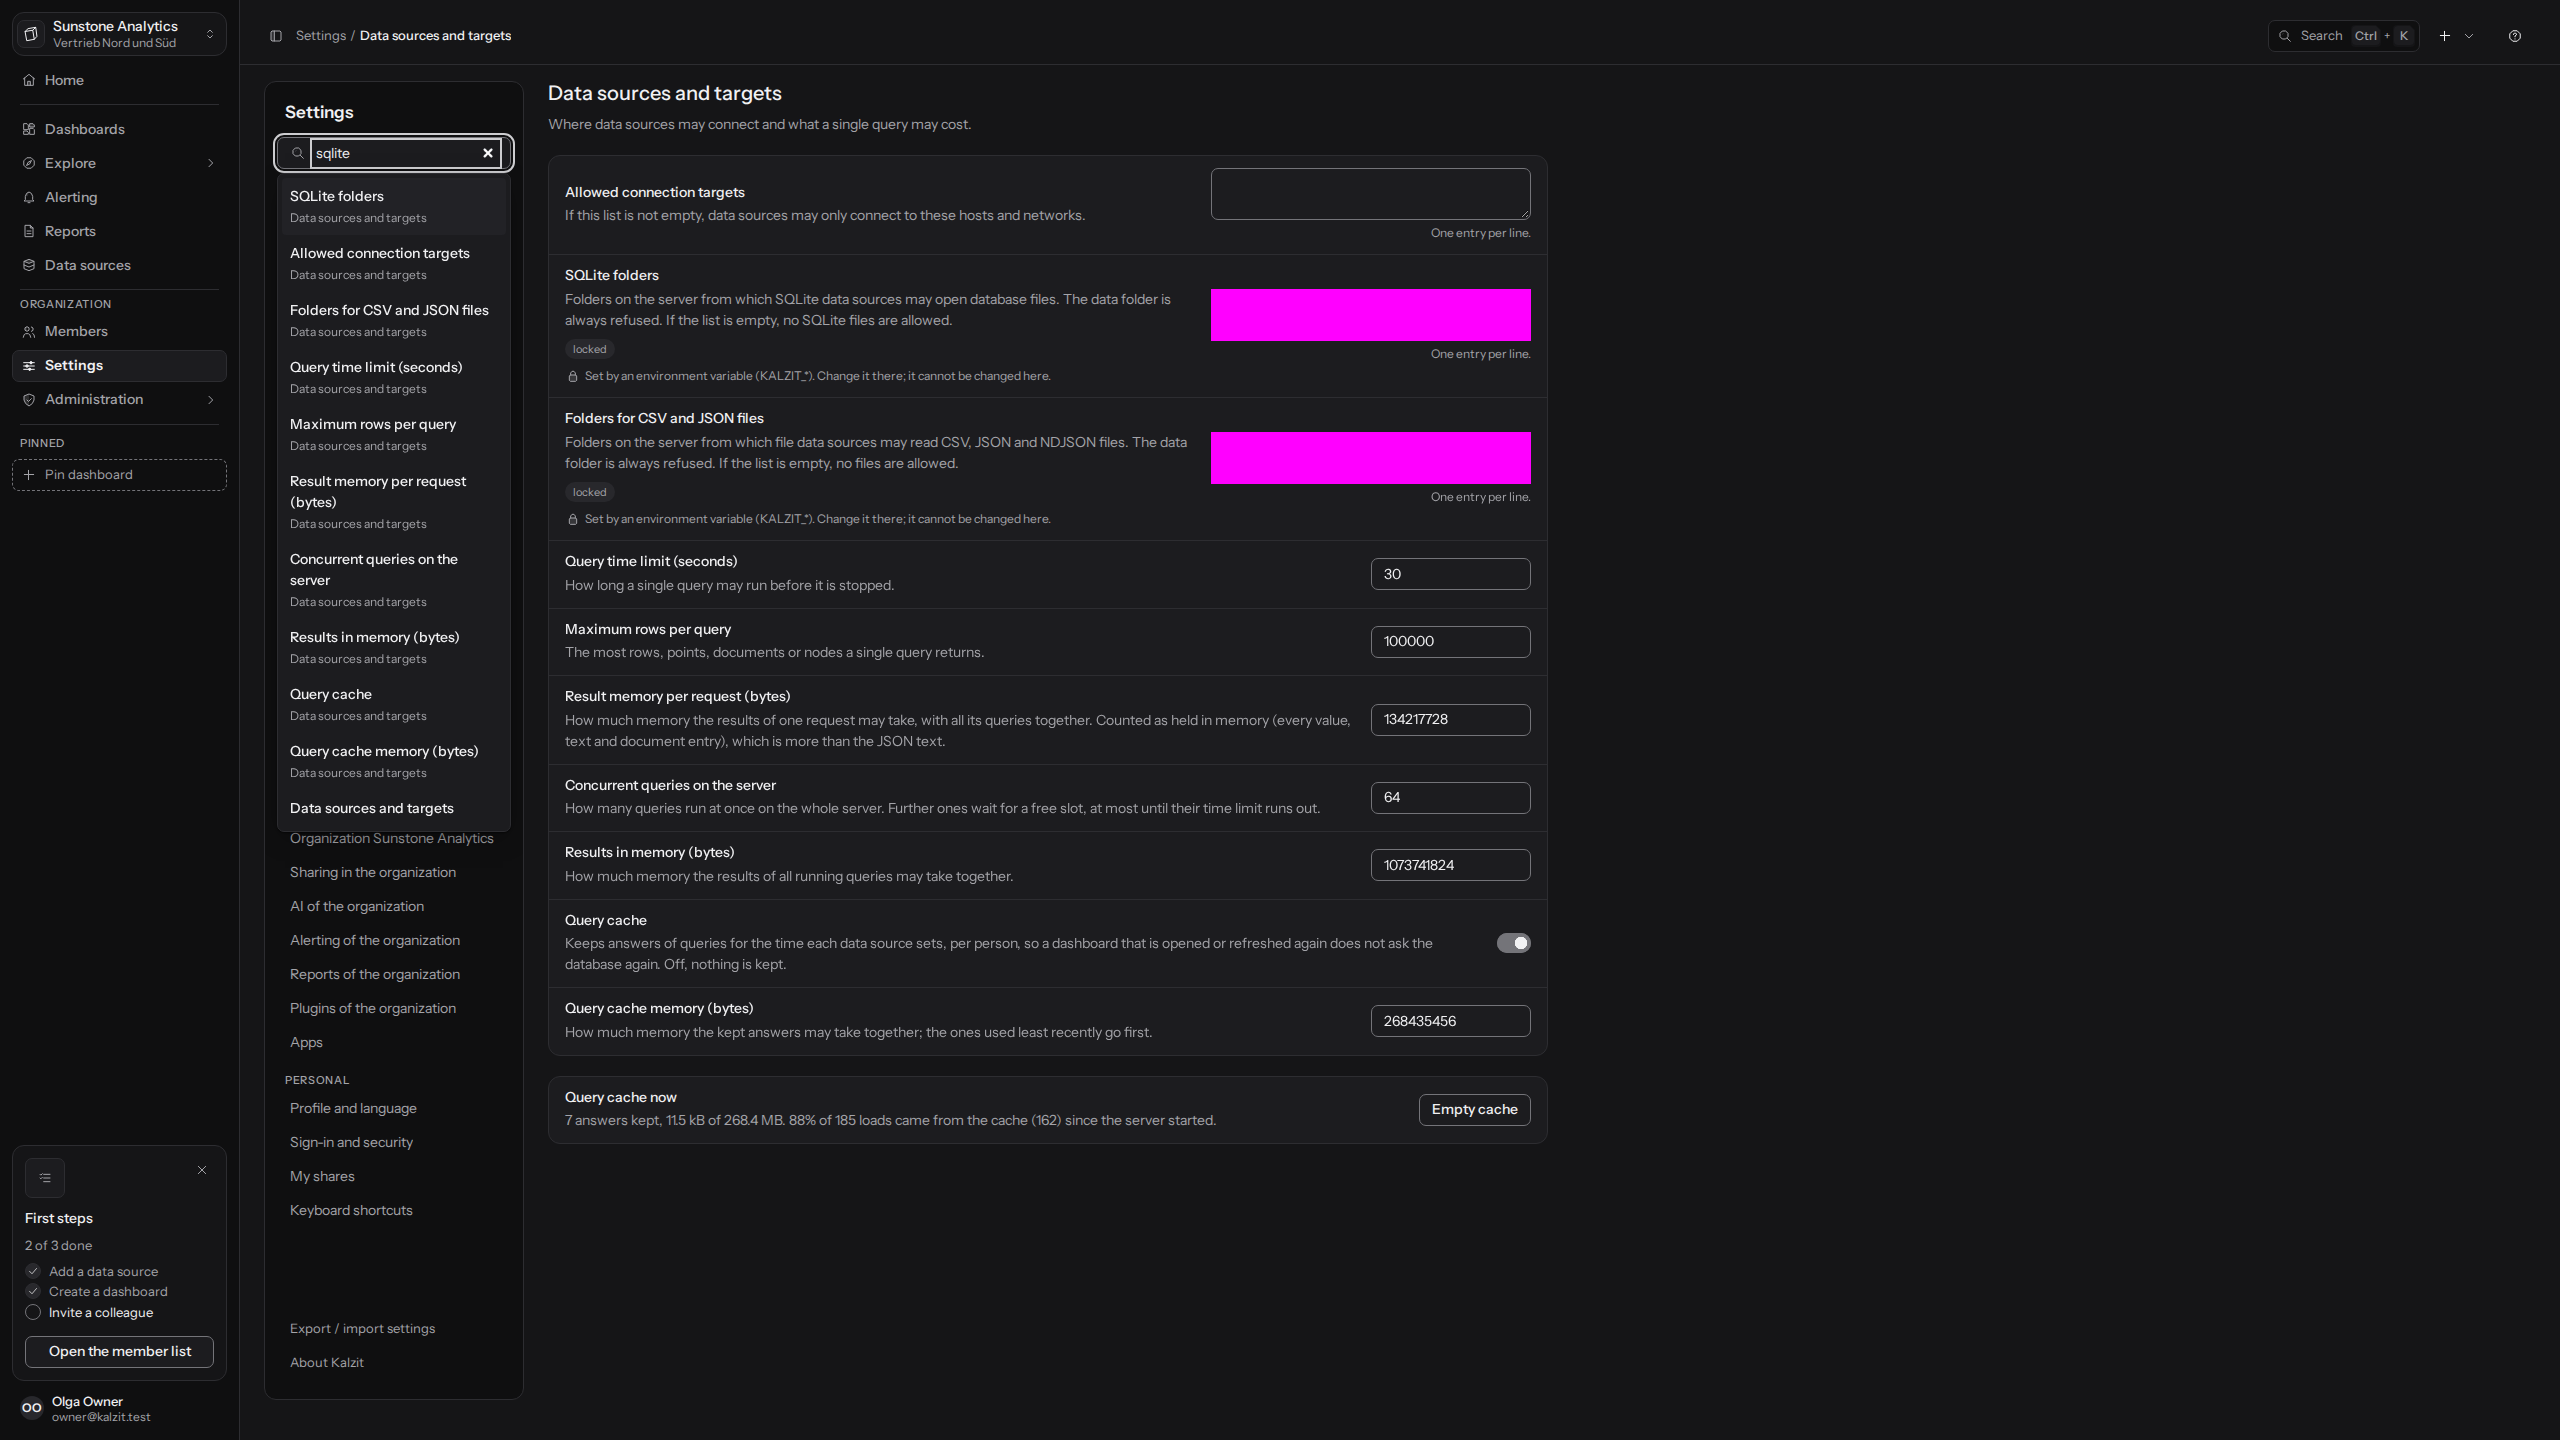 Sunstone Analytics
Vertrieb Nord und Süd
Home
Dashboards
Explore
Alerting
Reports
Data sources
ORGANIZATION
Members
Settings
Administration
PINNED
Pin dashboard
First steps
2 of 3 done
Add a data source
Create a dashboard
Invite a colleague
Open the member list
OO
Olga Owner
owner@kalzit.test
Settings / Data sources and targets
Search Ctrl + K
Settings
sqlite
SQLite folders
Data sources and targets
Allowed connection targets
Data sources and targets
Folders for CSV and JSON files
Data sources and targets
Query time limit (seconds)
Data sources and targets
Maximum rows per query
Data sources and targets
Result memory per request
(bytes)
Data sources and targets
Concurrent queries on the
server
Data sources and targets
Results in memory (bytes)
Data sources and targets
Query cache
Data sources and targets
Query cache memory (bytes)
Data sources and targets
Data sources and targets
Organization Sunstone Analytics
Sharing in the organization
AI of the organization
Alerting of the organization
Reports of the organization
Plugins of the organization
Apps
PERSONAL
Profile and language
Sign-in and security
My shares
Keyboard shortcuts
Export / import settings
About Kalzit
Data sources and targets
Where data sources may connect and what a single query may cost.
Allowed connection targets
If this list is not empty, data sources may only connect to these hosts and networks.
One entry per line.
SQLite folders
Folders on the server from which SQLite data sources may open database files. The data folder is
always refused. If the list is empty, no SQLite files are allowed.
locked
One entry per line.
Set by an environment variable (KALZIT_*). Change it there; it cannot be changed here.
Folders for CSV and JSON files
Folders on the server from which file data sources may read CSV, JSON and NDJSON files. The data
folder is always refused. If the list is empty, no files are allowed.
locked
One entry per line.
Set by an environment variable (KALZIT_*). Change it there; it cannot be changed here.
Query time limit (seconds)
How long a single query may run before it is stopped.
30
Maximum rows per query
The most rows, points, documents or nodes a single query returns.
100000
Result memory per request (bytes)
How much memory the results of one request may take, with all its queries together. Counted as held in memory (every value,
text and document entry), which is more than the JSON text.
134217728
Concurrent queries on the server
How many queries run at once on the whole server. Further ones wait for a free slot, at most until their time limit runs out.
64
Results in memory (bytes)
How much memory the results of all running queries may take together.
1073741824
Query cache
Keeps answers of queries for the time each data source sets, per person, so a dashboard that is opened or refreshed again does not ask the
database again. Off, nothing is kept.
Query cache memory (bytes)
How much memory the kept answers may take together; the ones used least recently go first.
268435456
Query cache now
7 answers kept, 11.5 kB of 268.4 MB. 88% of 185 loads came from the cache (162) since the server started.
Empty cache